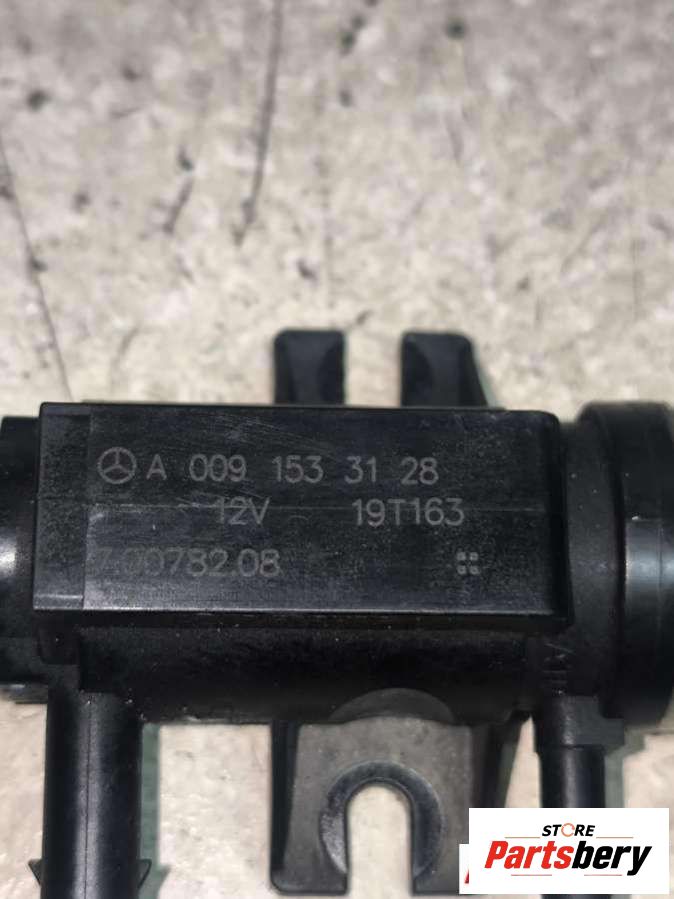 A 009 153 31 28
12V 19T163
7.00782.08
STORE
Partsbery